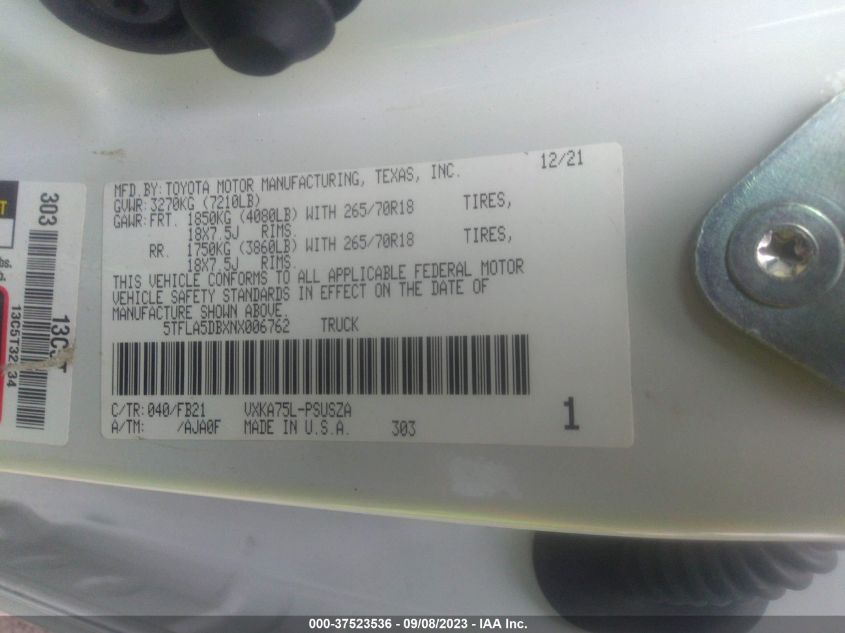 MFD.BY:TOYOTA MOTOR MANUFACTURING, TEXAS, INC. 12/21
GVWR:3270KG (7210LB)
GAWR:FRT. 1850KG (4080LB) WITH 265/70R18 TIRES,
18X7.5J RIMS
RR. 1750KG (3860LB) WITH 265/70R18 TIRES,
18X7.5J RIMS
THIS VEHICLE CONFORMS TO ALL APPLICABLE FEDERAL MOTOR
VEHICLE SAFETY STANDARDS IN EFFECT ON THE DATE OF
MANUFACTURE SHOWN ABOVE.
5TFLA5DBXNX006762 TRUCK
C/TR:040/FB21 VXKA75L-PSUSZA
A/TM: /AJA0F MADE IN U.S.A. 303
1
303
lbs.
000-37523536 - 09/08/2023 - IAA Inc.